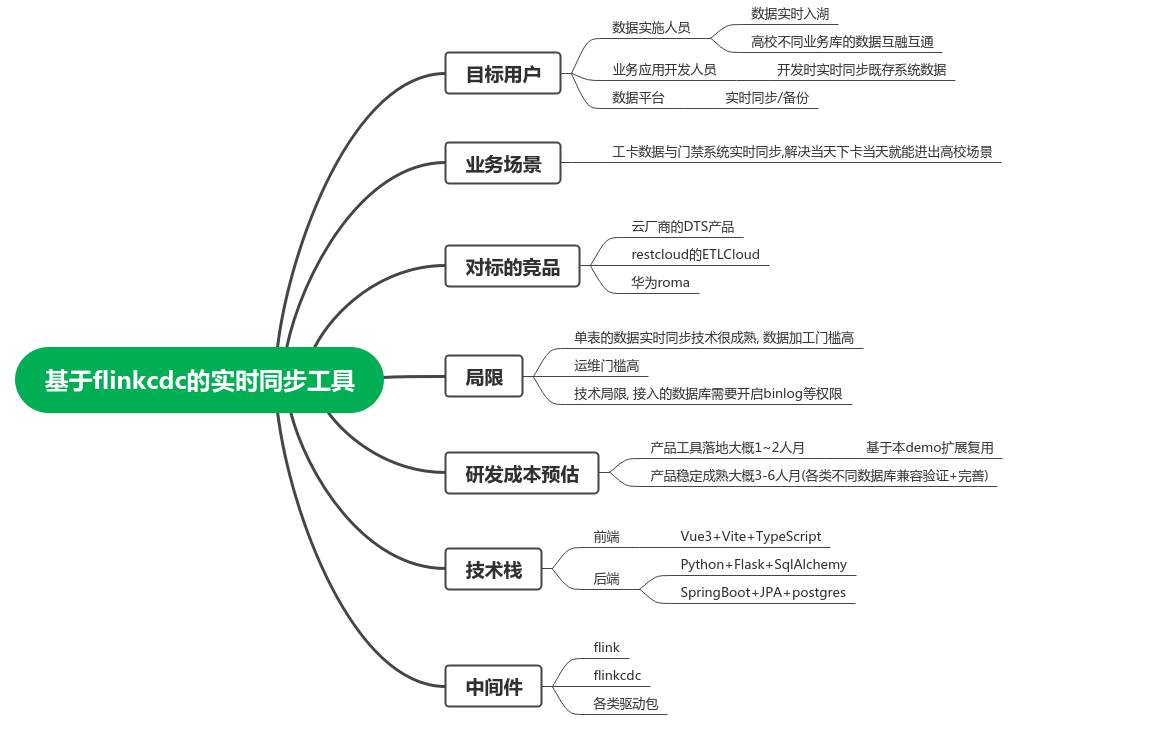 基于flinkcdc的实时同步工具
目标用户
数据实施人员
数据实时入湖
高校不同业务库的数据互融互通
业务应用开发人员
开发时实时同步既存系统数据
数据平台
实时同步/备份
业务场景
工卡数据与门禁系统实时同步,解决当天下卡当天就能进出高校场景
对标的竞品
云厂商的DTS产品
restcloud的ETLCloud
华为roma
局限
单表的数据实时同步技术很成熟, 数据加工门槛高
运维门槛高
技术局限, 接入的数据库需要开启binlog等权限
研发成本预估
产品工具落地大概1~2人月
基于本demo扩展复用
产品稳定成熟大概3-6人月(各类不同数据库兼容验证+完善)
技术栈
前端
Vue3+Vite+TypeScript
后端
Python+Flask+SqlAlchemy
SpringBoot+JPA+postgres
中间件
flink
flinkcdc
各类驱动包